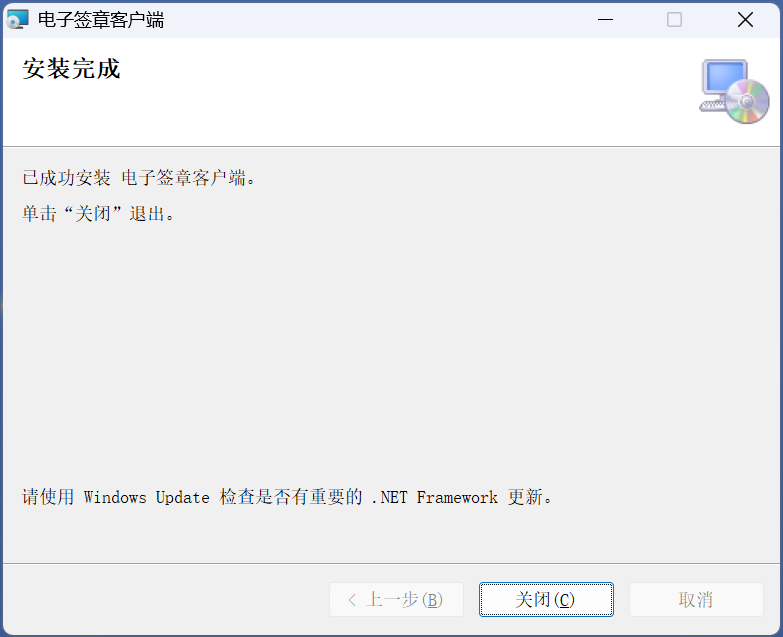 电子签章客户端
安装完成
已成功安装 电子签章客户端。
单击“关闭”退出。
请使用 Windows Update 检查是否有重要的 .NET Framework 更新。
< 上一步(B)
关闭(C)
取消